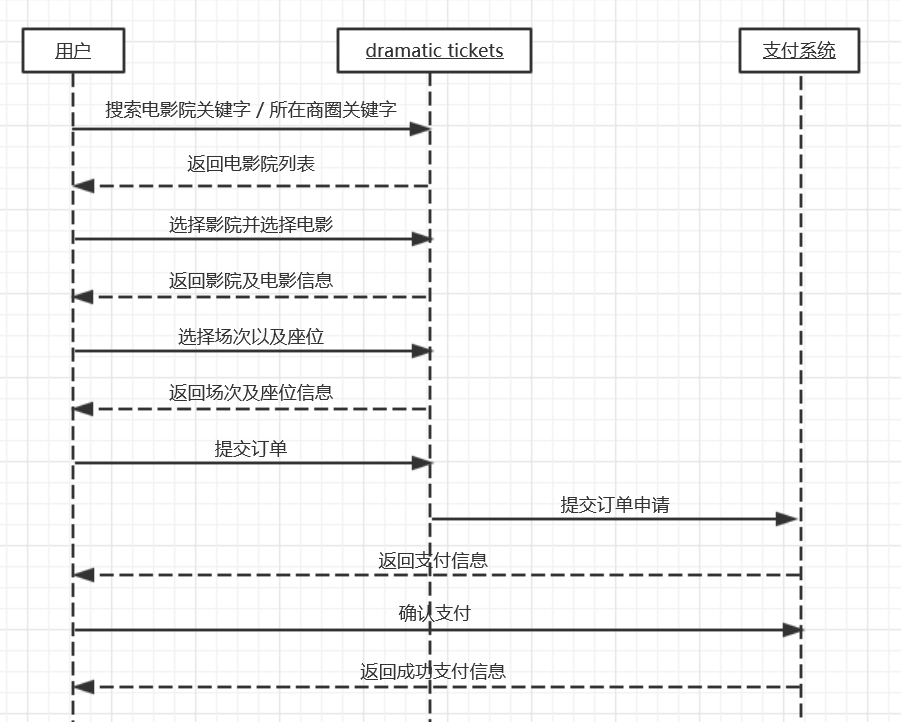 用户
dramatic tickets
支付系统
搜索电影院关键字 / 所在商圈关键字
返回电影院列表
选择影院并选择电影
返回影院及电影信息
选择场次以及座位
返回场次及座位信息
提交订单
提交订单申请
返回支付信息
确认支付
返回成功支付信息